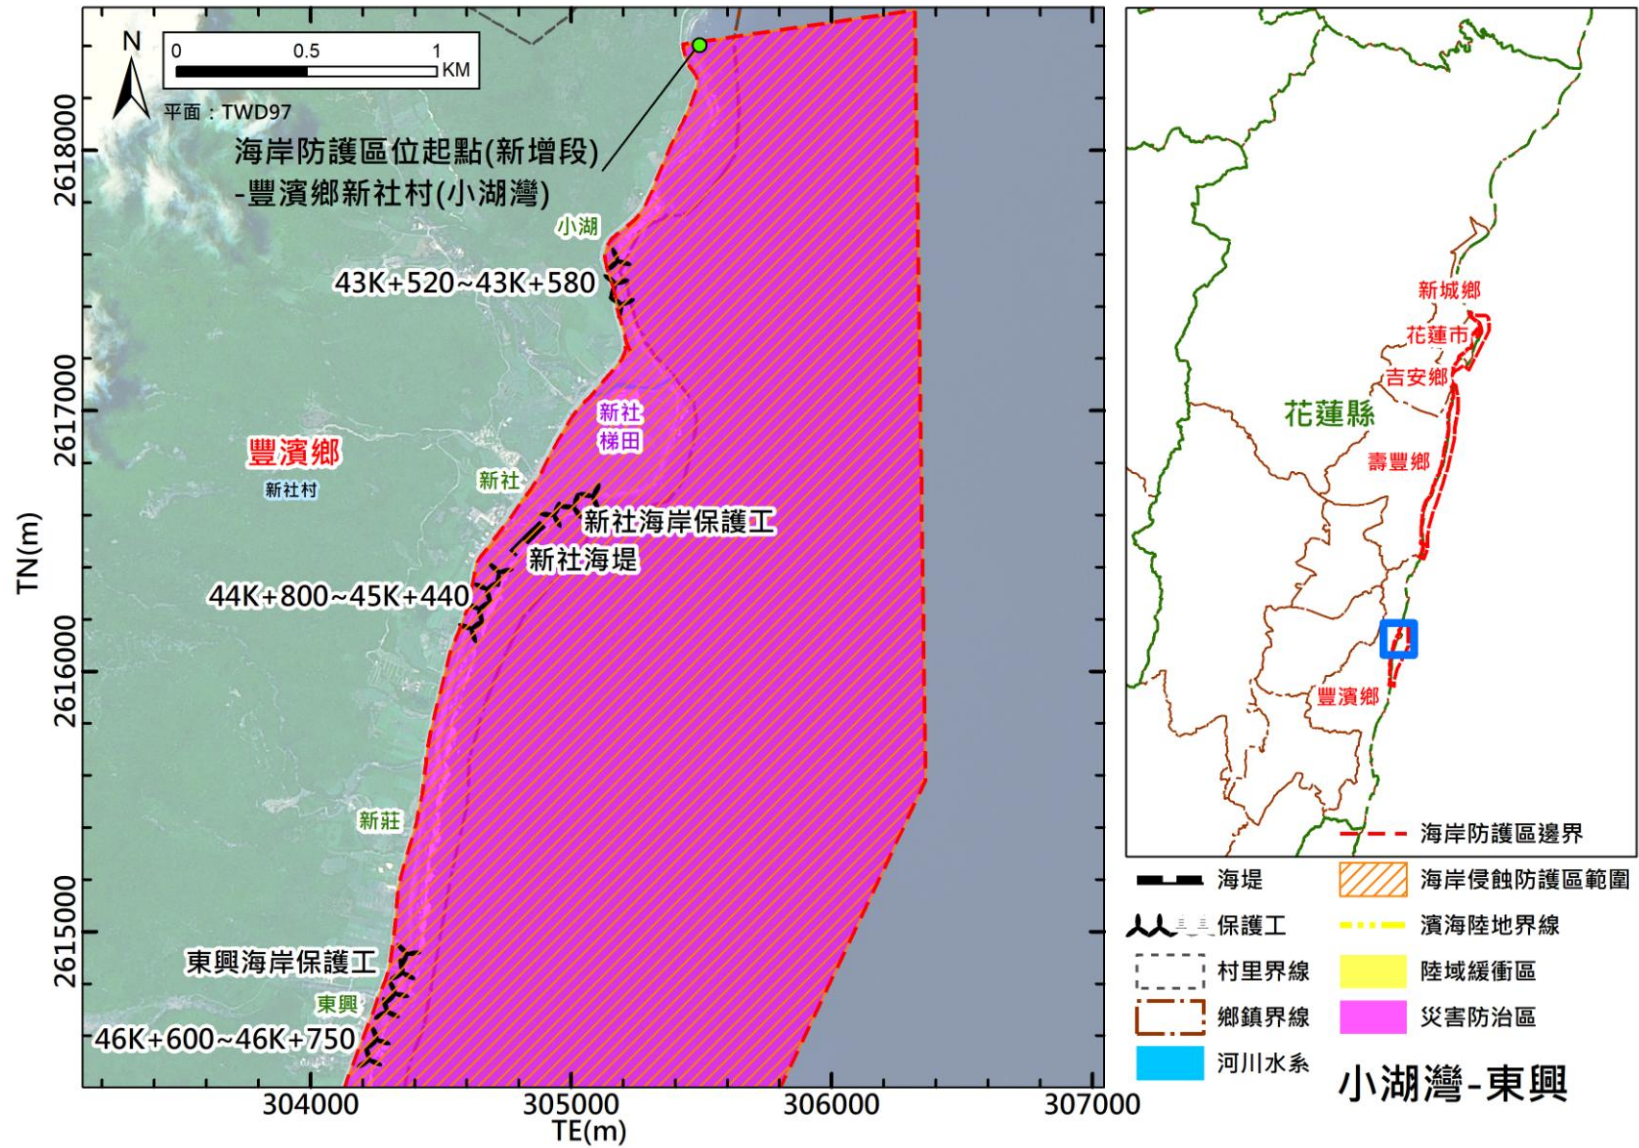 N
0 0.5 1
KM
平面：TWD97
海岸防護區位起點(新增段)
-豐濱鄉新社村(小湖灣)
小湖
43K+520~43K+580
新社
梯田
豐濱鄉
新社村
新社
新社海岸保護工
新社海堤
44K+800~45K+440
新莊
東興海岸保護工
東興
46K+600~46K+750
TN(m)
2618000
2617000
2616000
2615000
304000 305000 306000 307000
TE(m)
新城鄉
花蓮市
吉安鄉
花蓮縣
壽豐鄉
豐濱鄉
海岸防護區邊界
海堤
海岸侵蝕防護區範圍
保護工
濱海陸地界線
村里界線
陸域緩衝區
鄉鎮界線
災害防治區
河川水系
小湖灣-東興